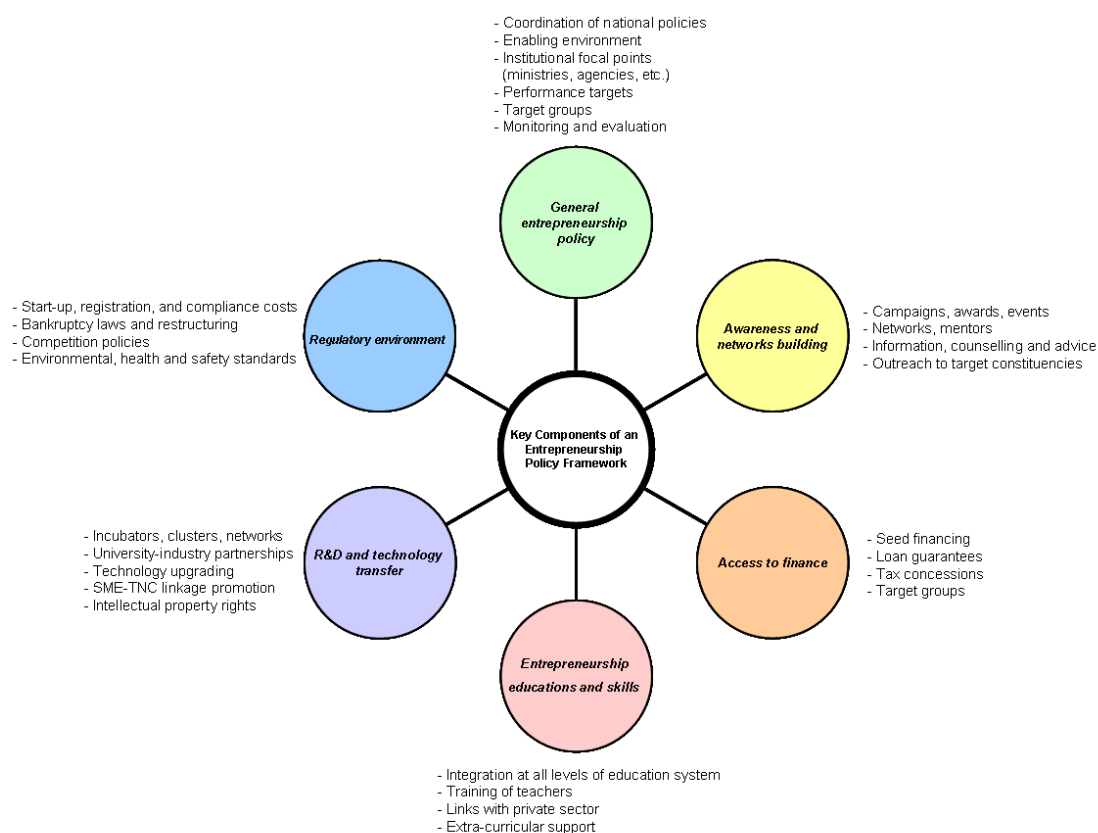 - Coordination of national policies
- Enabling environment
- Institutional focal points
(ministries, agencies, etc.)
- Performance targets
- Target groups
- Monitoring and evaluation
General
entrepreneurship
policy
- Start-up, registration, and compliance costs
- Bankruptcy laws and restructuring
- Competition policies
- Environmental, health and safety standards
Regulatory environment
Awareness and
networks building
- Campaigns, awards, events
- Networks, mentors
- Information, counselling and advice
- Outreach to target constituencies
Key Components of an
Entrepreneurship
Policy Framework
- Incubators, clusters, networks
- University-industry partnerships
- Technology upgrading
- SME-TNC linkage promotion
- Intellectual property rights
R&D and technology
transfer
Access to finance
- Seed financing
- Loan guarantees
- Tax concessions
- Target groups
Entrepreneurship
educations and skills
- Integration at all levels of education system
- Training of teachers
- Links with private sector
- Extra-curricular support